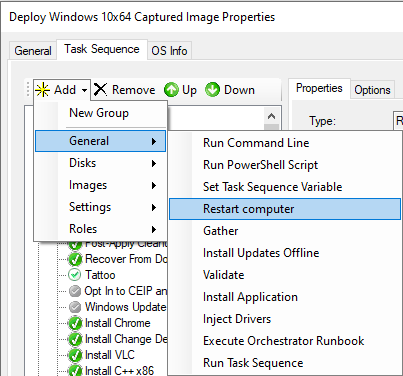 Deploy Windows 10x64 Captured Image Properties
General Task Sequence OS Info
Add Remove Up Down
Properties Options
New Group
Type:
General
Disks
Images
Settings
Roles
Run Command Line
Run PowerShell Script
Set Task Sequence Variable
Restart computer
Gather
Install Updates Offline
Validate
Install Application
Inject Drivers
Execute Orchestrator Runbook
Run Task Sequence
Recover From Do
Tattoo
Opt In to CEIP an
Windows Update
Install Chrome
Install Change De
Install VLC
Install C++ x86